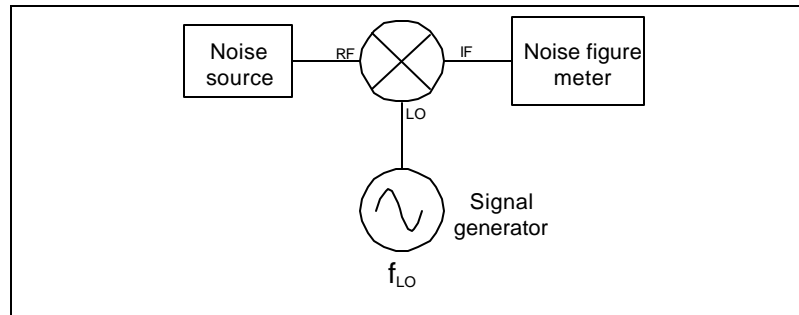 Noise
source
RF
IF
Noise figure
meter
LO
Signal
generator
fLO